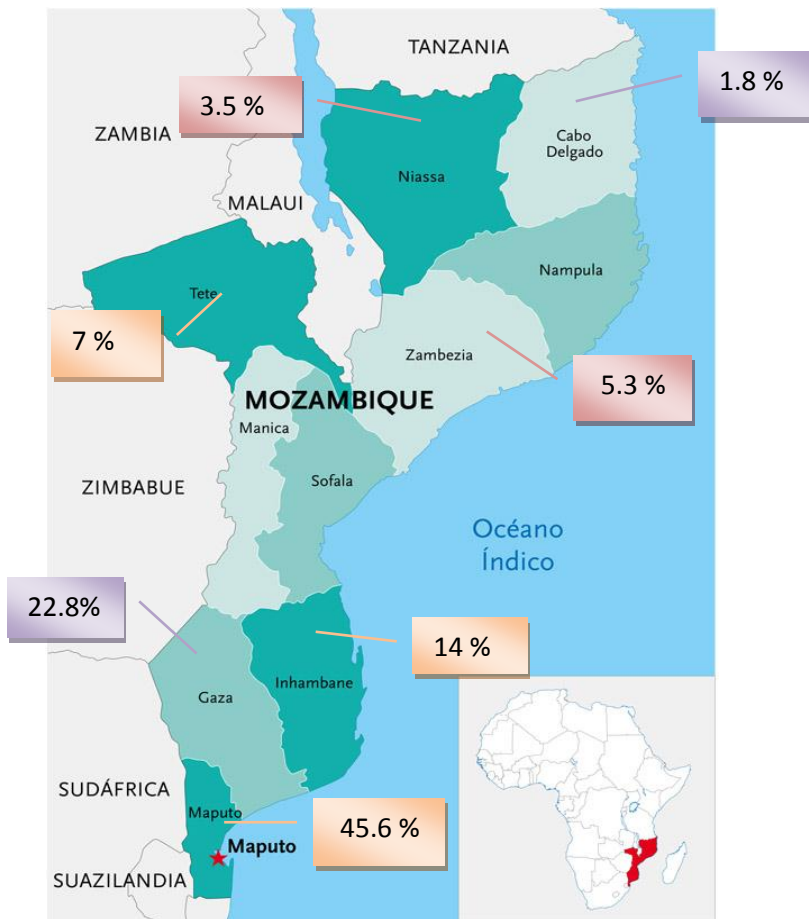 TANZANIA
3.5 %
1.8 %
ZAMBIA
Cabo
Delgado
Niassa
MALAUI
Nampula
Tete
7 %
Zambezia
5.3 %
MOZAMBIQUE
Manica
Sofala
ZIMBABUE
Océano
Índico
22.8%
14 %
Inhambane
Gaza
SUDÁFRICA
Maputo
45.6 %
Maputo
SUAZILANDIA